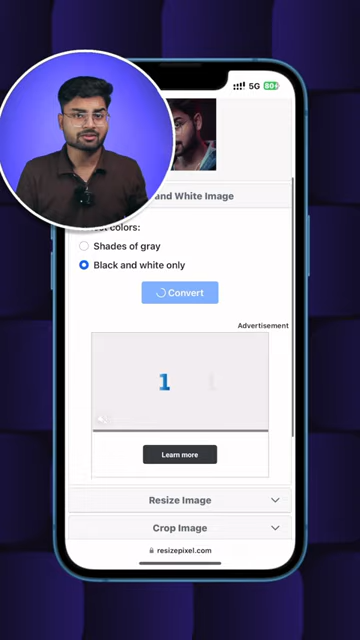 5G 80+
and White Image
colors:
Shades of gray
Black and white only
Convert
Advertisement
1
Learn more
Resize Image
Crop Image
resizepixel.com